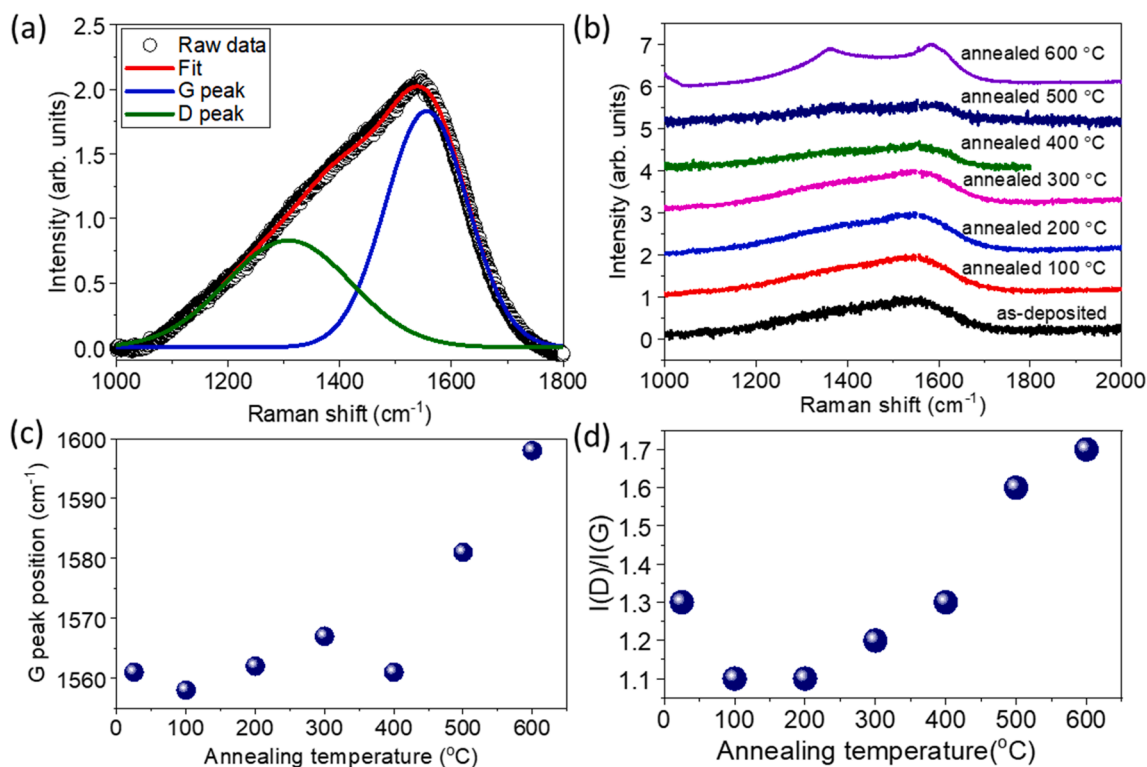 (a)
2.5
2.0
1.5
1.0
0.5
0.0
Intensity (arb. units)
Raw data
Fit
G peak
D peak
1000 1200 1400 1600 1800
Raman shift (cm-1)
(b)
7
6
5
4
3
2
1
0
Intensity (arb. units)
annealed 600 °C
annealed 500 °C
annealed 400 °C
annealed 300 °C
annealed 200 °C
annealed 100 °C
as-deposited
1000 1200 1400 1600 1800 2000
Raman shift (cm-1)
(c)
1600
1590
1580
1570
1560
G peak position (cm-1)
0 100 200 300 400 500 600
Annealing temperature (oC)
(d)
1.7
1.6
1.5
1.4
1.3
1.2
1.1
I(D)/I(G)
0 100 200 300 400 500 600
Annealing temperature(oC)